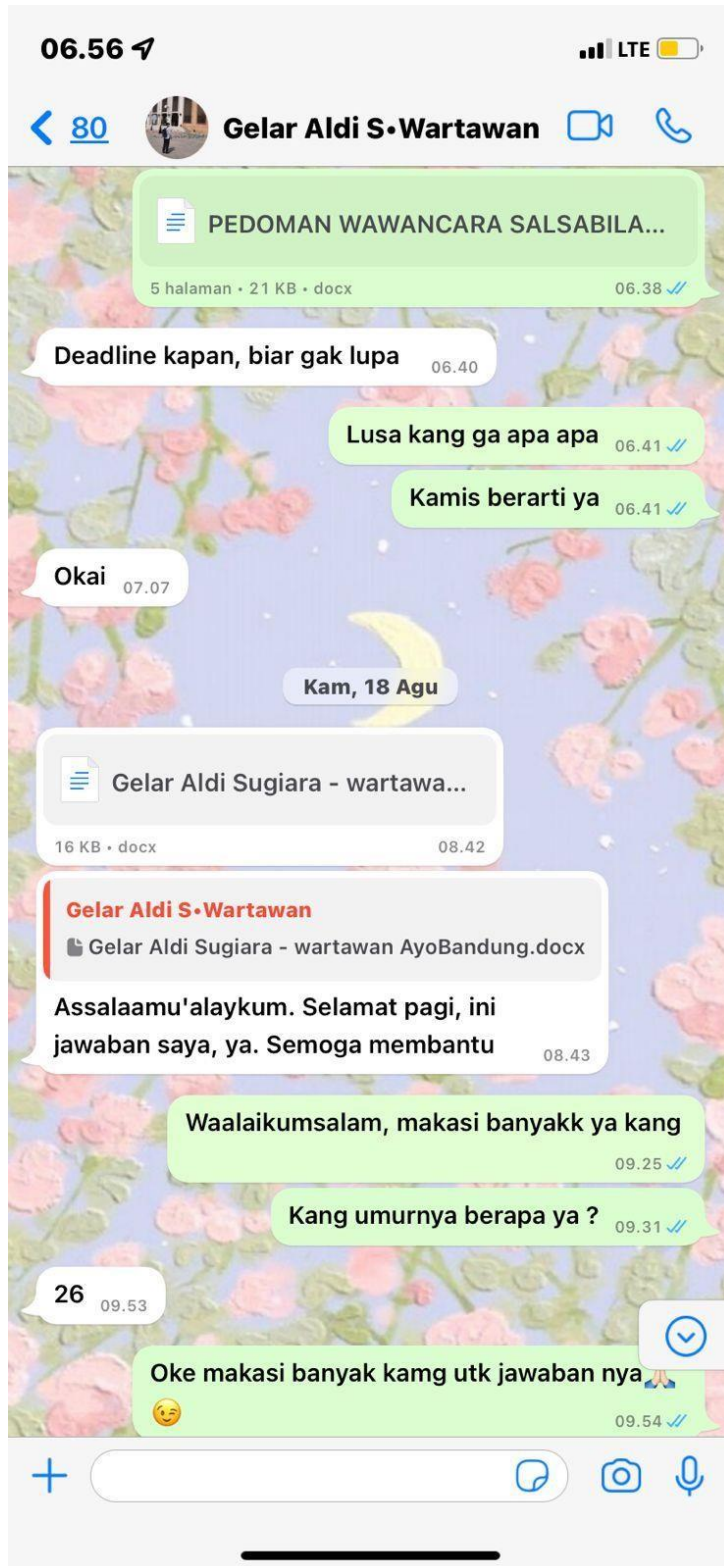 06.56
LTE
80
Gelar Aldi S•Wartawan
PEDOMAN WAWANCARA SALSABILA...
5 halaman • 21 KB • docx
06.38
Deadline kapan, biar gak lupa
06.40
Lusa kang ga apa apa
06.41
Kamis berarti ya
06.41
Okai
07.07
Kam, 18 Agu
Gelar Aldi Sugiara - wartawa...
16 KB • docx
08.42
Gelar Aldi S•Wartawan
Gelar Aldi Sugiara - wartawan AyoBandung.docx
Assalaamu'alaykum. Selamat pagi, ini
jawaban saya, ya. Semoga membantu
08.43
Waalaikumsalam, makasi banyakk ya kang
09.25
Kang umurnya berapa ya ?
09.31
26
09.53
Oke makasi banyak kamg utk jawaban nya🙏🏻
😉
09.54